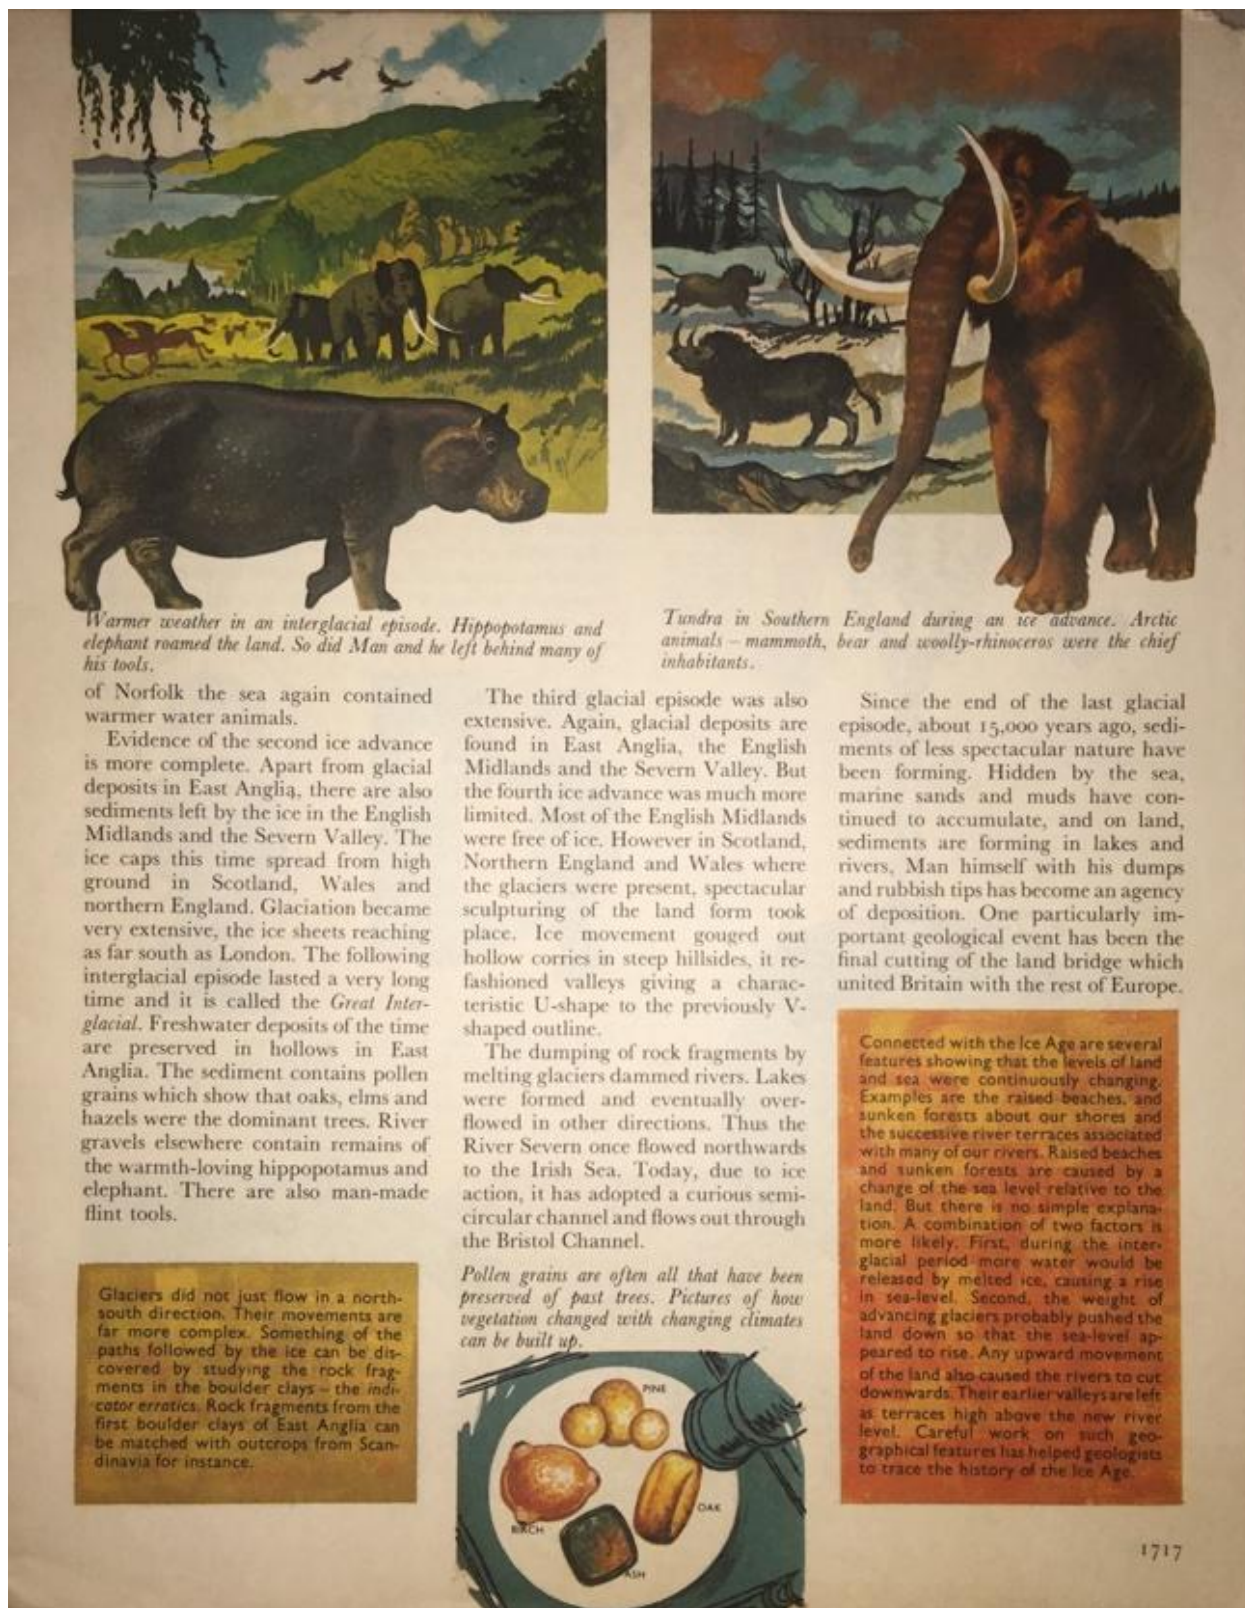 Warmer weather in an interglacial episode. Hippopotamus and
elephant roamed the land. So did Man and he left behind many of
his tools.
Tundra in Southern England during an ice advance. Arctic
animals – mammoth, bear and woolly-rhinoceros were the chief
inhabitants.
of Norfolk the sea again contained
warmer water animals.
Evidence of the second ice advance
is more complete. Apart from glacial
deposits in East Anglia, there are also
sediments left by the ice in the English
Midlands and the Severn Valley. The
ice caps this time spread from high
ground in Scotland, Wales and
northern England. Glaciation became
very extensive, the ice sheets reaching
as far south as London. The following
interglacial episode lasted a very long
time and it is called the Great Inter-
glacial. Freshwater deposits of the time
are preserved in hollows in East
Anglia. The sediment contains pollen
grains which show that oaks, elms and
hazels were the dominant trees. River
gravels elsewhere contain remains of
the warmth-loving hippopotamus and
elephant. There are also man-made
flint tools.
Glaciers did not just flow in a north-
south direction. Their movements are
far more complex. Something of the
paths followed by the ice can be dis-
covered by studying the rock frag-
ments in the boulder clays – the indi-
cator erratics. Rock fragments from the
first boulder clays of East Anglia can
be matched with outcrops from Scan-
dinavia for instance.
The third glacial episode was also
extensive. Again, glacial deposits are
found in East Anglia, the English
Midlands and the Severn Valley. But
the fourth ice advance was much more
limited. Most of the English Midlands
were free of ice. However in Scotland,
Northern England and Wales where
the glaciers were present, spectacular
sculpturing of the land form took
place. Ice movement gouged out
hollow corries in steep hillsides, it re-
fashioned valleys giving a charac-
teristic U-shape to the previously V-
shaped outline.
The dumping of rock fragments by
melting glaciers dammed rivers. Lakes
were formed and eventually over-
flowed in other directions. Thus the
River Severn once flowed northwards
to the Irish Sea. Today, due to ice
action, it has adopted a curious semi-
circular channel and flows out through
the Bristol Channel.
Pollen grains are often all that have been
preserved of past trees. Pictures of how
vegetation changed with changing climates
can be built up.
PINE
OAK
BIRCH
ASH
Since the end of the last glacial
episode, about 15,000 years ago, sedi-
ments of less spectacular nature have
been forming. Hidden by the sea,
marine sands and muds have con-
tinued to accumulate, and on land,
sediments are forming in lakes and
rivers, Man himself with his dumps
and rubbish tips has become an agency
of deposition. One particularly im-
portant geological event has been the
final cutting of the land bridge which
united Britain with the rest of Europe.
Connected with the Ice Age are several
features showing that the levels of land
and sea were continuously changing.
Examples are the raised beaches, and
sunken forests about our shores and
the successive river terraces associated
with many of our rivers. Raised beaches
and sunken forests are caused by a
change of the sea level relative to the
land. But there is no simple explana-
tion. A combination of two factors is
more likely. First, during the inter-
glacial period more water would be
released by melted ice, causing a rise
in sea-level. Second, the weight of
advancing glaciers probably pushed the
land down so that the sea-level ap-
peared to rise. Any upward movement
of the land also caused the rivers to cut
downwards. Their earlier valleys are left
as terraces high above the new river
level. Careful work on such geo-
graphical features has helped geologists
to trace the history of the Ice Age.
1717